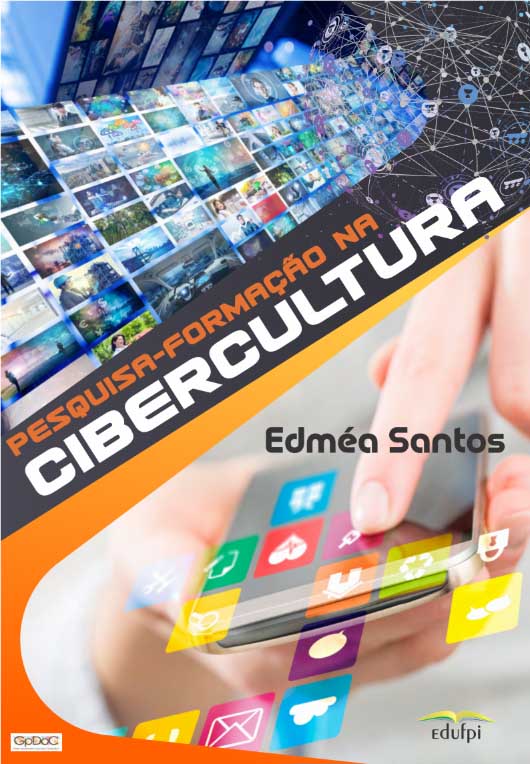 PESQUISA-FORMAÇÃO NA
CIBERCULTURA
Edméa Santos
GpDoC
edufpi